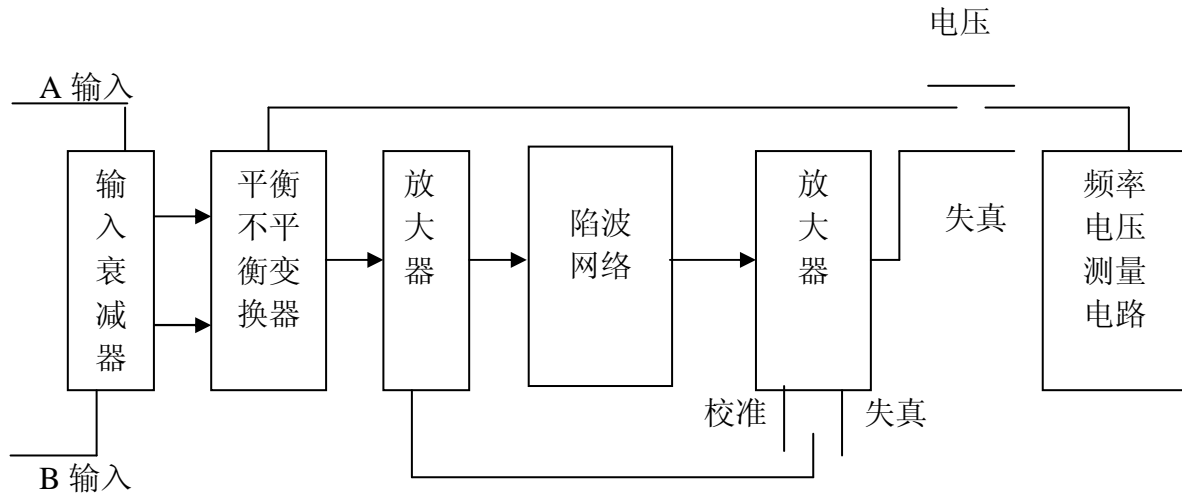 电压
A 输入
输
入
衰
减
器
平衡
不平
衡变
换器
放
大
器
陷波
网络
放
大
器
失真
频率
电压
测量
电路
校准
失真
B 输入